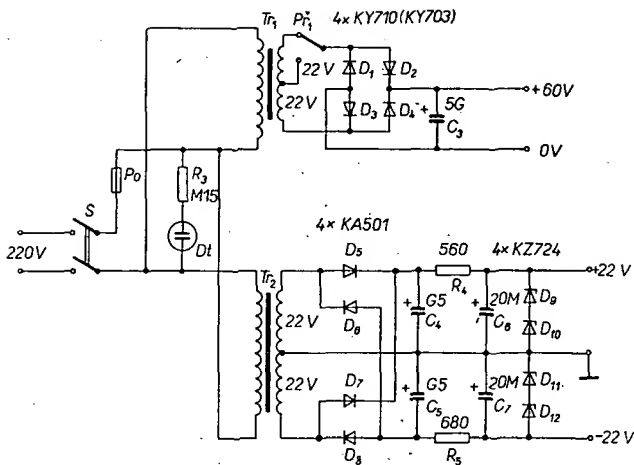 Tr₁ Př₁* 4× KY710 (KY703)
22 V
D₁ D₂
22 V
D₃ D₄ + 5G
C₃
+60V
0V
Po
R₃
M15
S
220V
Dt
4× KA501
Tr₂
D₅
560
R₄
4× KZ724
+22 V
22 V
D₆
+ G5
C₄
+ 20M
C₆
D₉
D₁₀
22 V
D₇
+ G5
C₅
+ 20M
C₇
D₁₁
D₁₂
D₈
680
R₅
−22 V